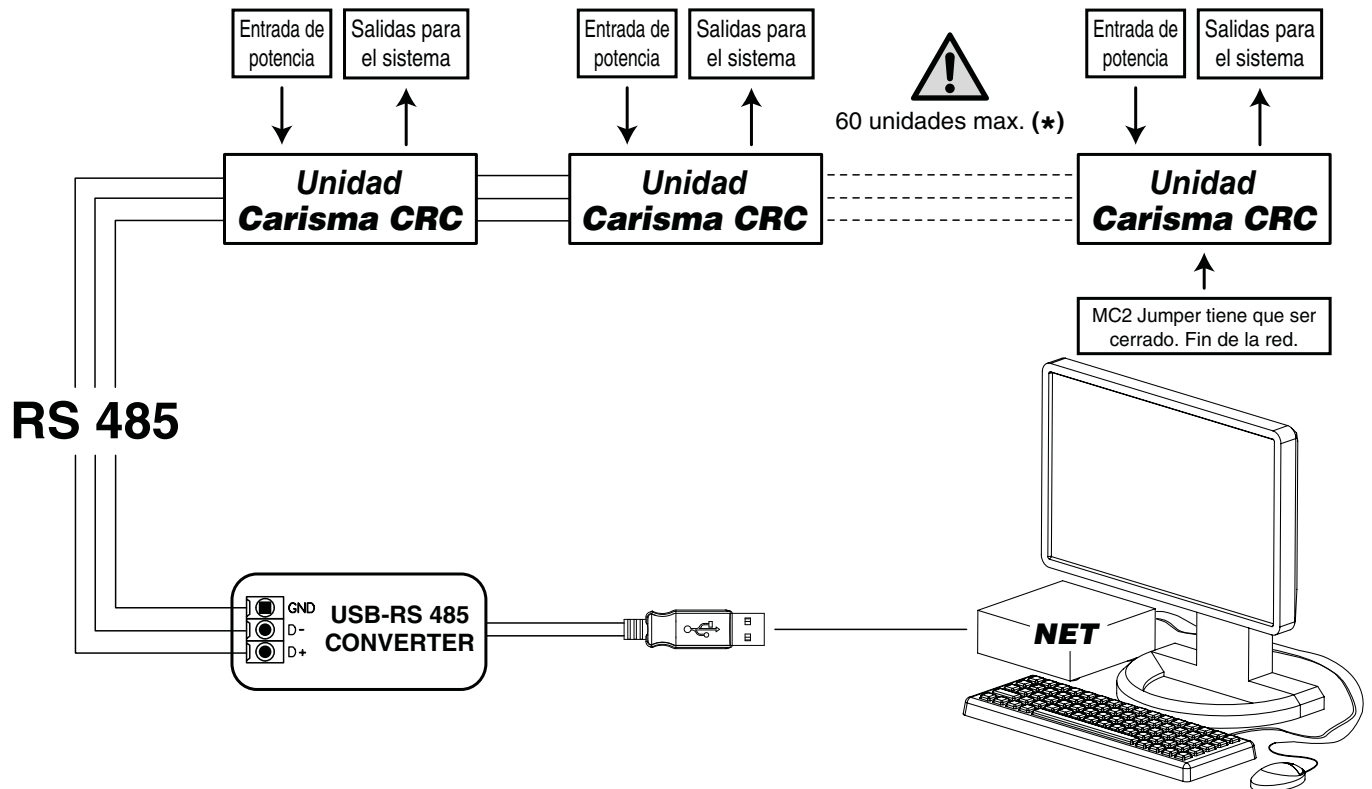 Entrada de
potencia
Salidas para
el sistema
Entrada de
potencia
Salidas para
el sistema
60 unidades max. (*)
Entrada de
potencia
Salidas para
el sistema
Unidad
Carisma CRC
Unidad
Carisma CRC
Unidad
Carisma CRC
MC2 Jumper tiene que ser
cerrado. Fin de la red.
RS 485
GND
D-
D+
USB-RS 485
CONVERTER
NET